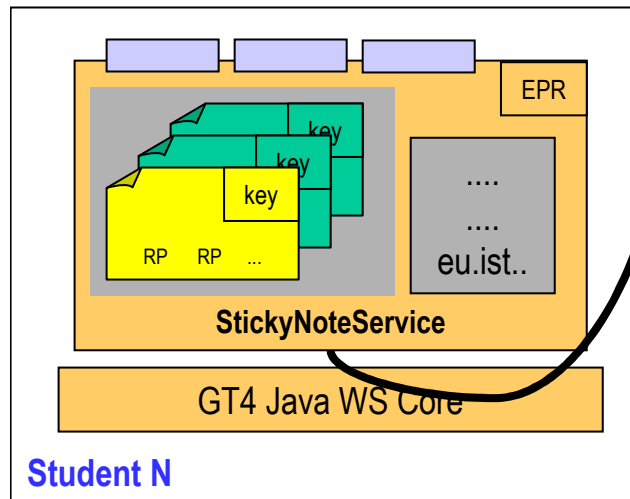 EPR
key
key
key
RP RP ...
....
....
eu.ist..
StickyNoteService
GT4 Java WS Core
Student N